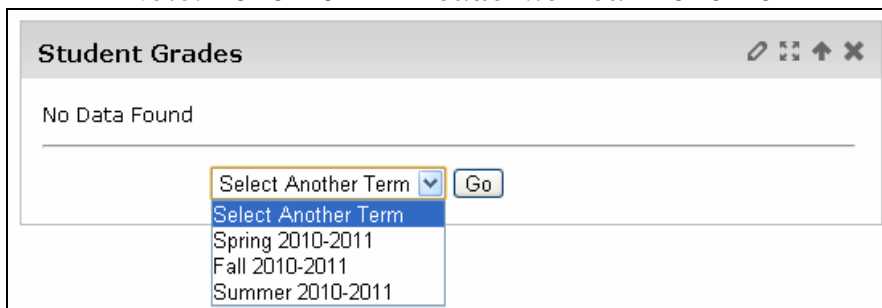 Student Grades
No Data Found
Select Another Term Go
Select Another Term
Spring 2010-2011
Fall 2010-2011
Summer 2010-2011